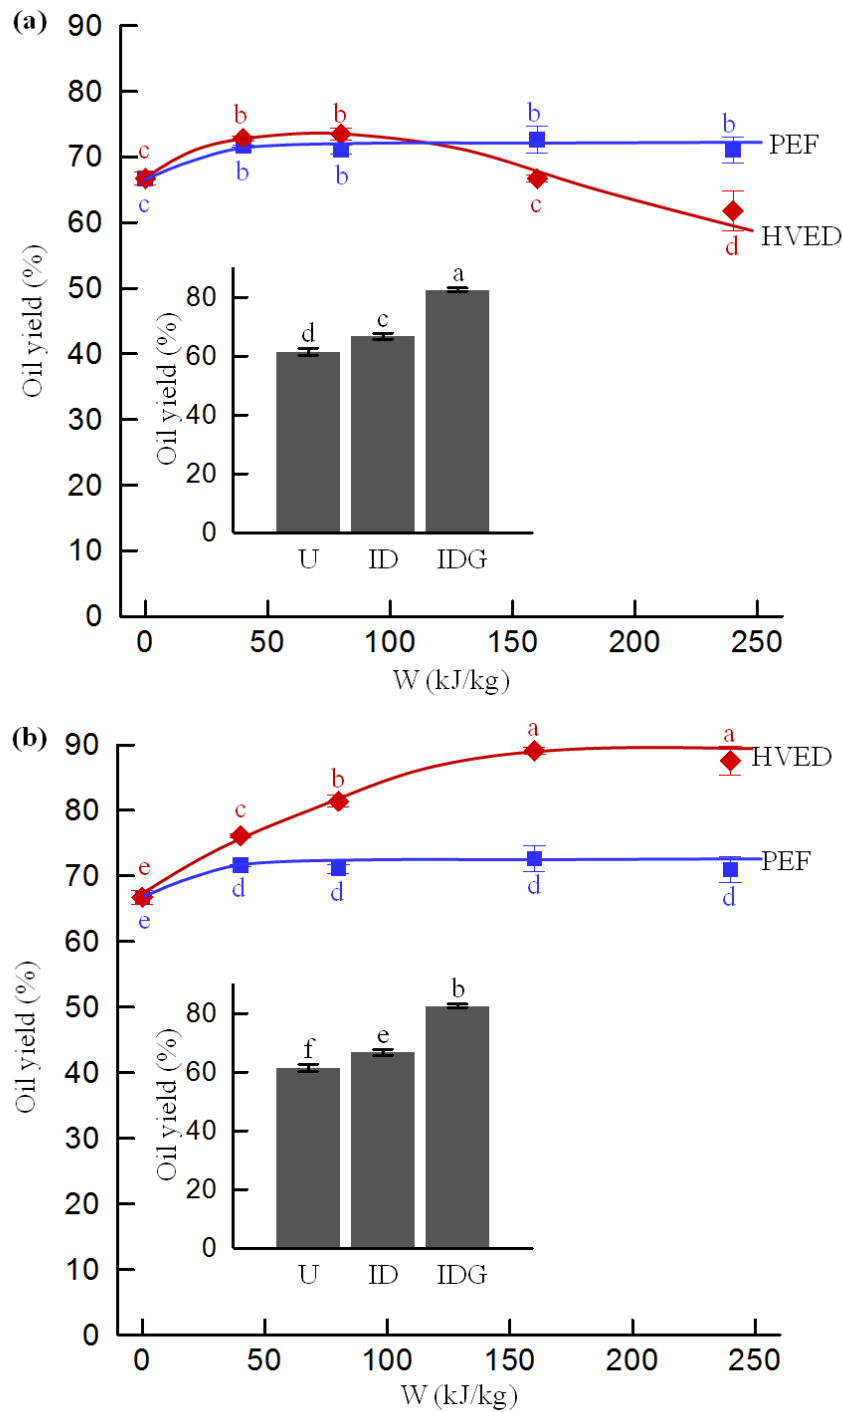 (a)
90
80
70
60
50
40
30
20
10
0
Oil yield (%)
c
b
b
b
b
PEF
c
b
b
c
d
HVED
80
60
40
20
0
Oil yield (%)
d
c
a
U ID IDG
0 50 100 150 200 250
W (kJ/kg)
(b)
90
80
70
60
50
40
30
20
10
0
Oil yield (%)
e
c
b
a
a
HVED
e
d
d
d
d
PEF
80
60
40
20
0
Oil yield (%)
f
e
b
U ID IDG
0 50 100 150 200 250
W (kJ/kg)